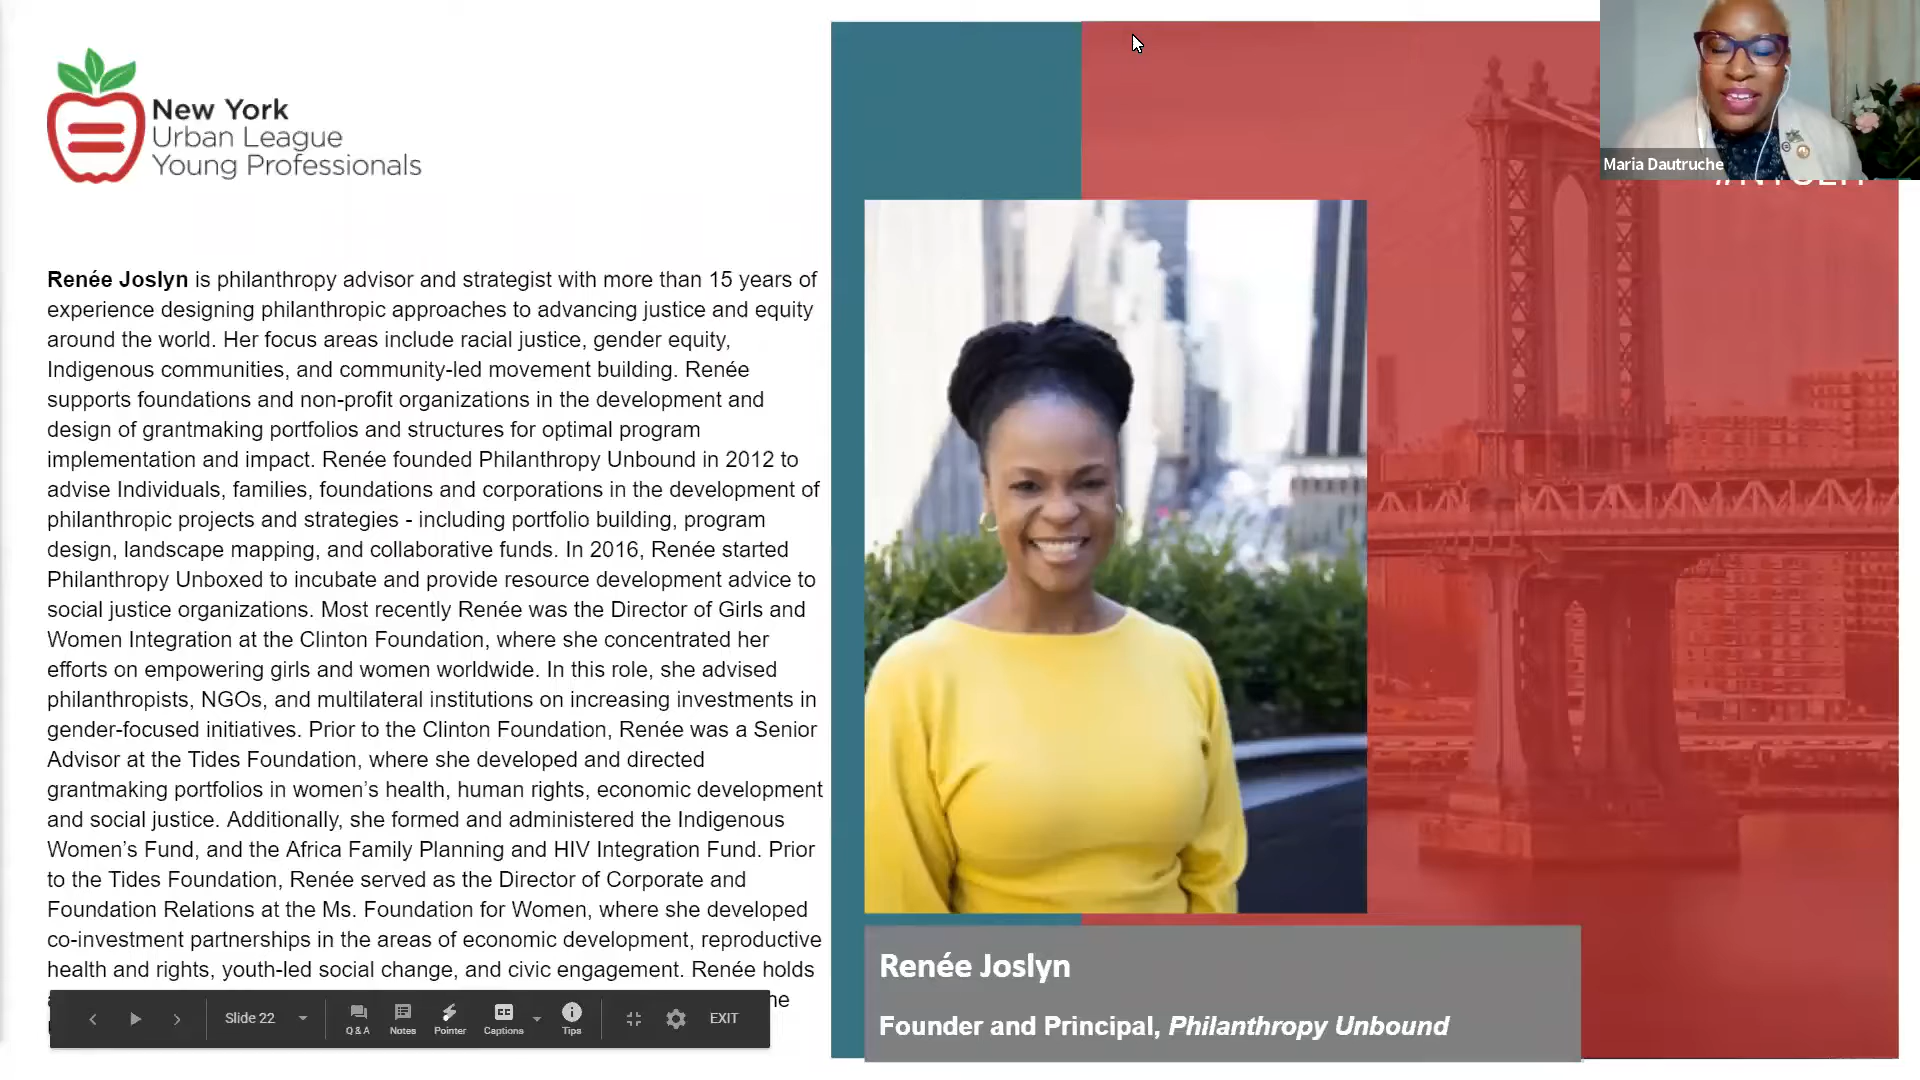 New York
Urban League
Young Professionals
Maria Dautruche
Renée Joslyn is philanthropy advisor and strategist with more than 15 years of
experience designing philanthropic approaches to advancing justice and equity
around the world. Her focus areas include racial justice, gender equity,
Indigenous communities, and community-led movement building. Renée
supports foundations and non-profit organizations in the development and
design of grantmaking portfolios and structures for optimal program
implementation and impact. Renée founded Philanthropy Unbound in 2012 to
advise Individuals, families, foundations and corporations in the development of
philanthropic projects and strategies - including portfolio building, program
design, landscape mapping, and collaborative funds. In 2016, Renée started
Philanthropy Unboxed to incubate and provide resource development advice to
social justice organizations. Most recently Renée was the Director of Girls and
Women Integration at the Clinton Foundation, where she concentrated her
efforts on empowering girls and women worldwide. In this role, she advised
philanthropists, NGOs, and multilateral institutions on increasing investments in
gender-focused initiatives. Prior to the Clinton Foundation, Renée was a Senior
Advisor at the Tides Foundation, where she developed and directed
grantmaking portfolios in women’s health, human rights, economic development
and social justice. Additionally, she formed and administered the Indigenous
Women’s Fund, and the Africa Family Planning and HIV Integration Fund. Prior
to the Tides Foundation, Renée served as the Director of Corporate and
Foundation Relations at the Ms. Foundation for Women, where she developed
co-investment partnerships in the areas of economic development, reproductive
health and rights, youth-led social change, and civic engagement. Renée holds
Slide 22
Q & A
Notes
Pointer
CC
Captions
Tips
EXIT
Renée Joslyn
Founder and Principal, Philanthropy Unbound